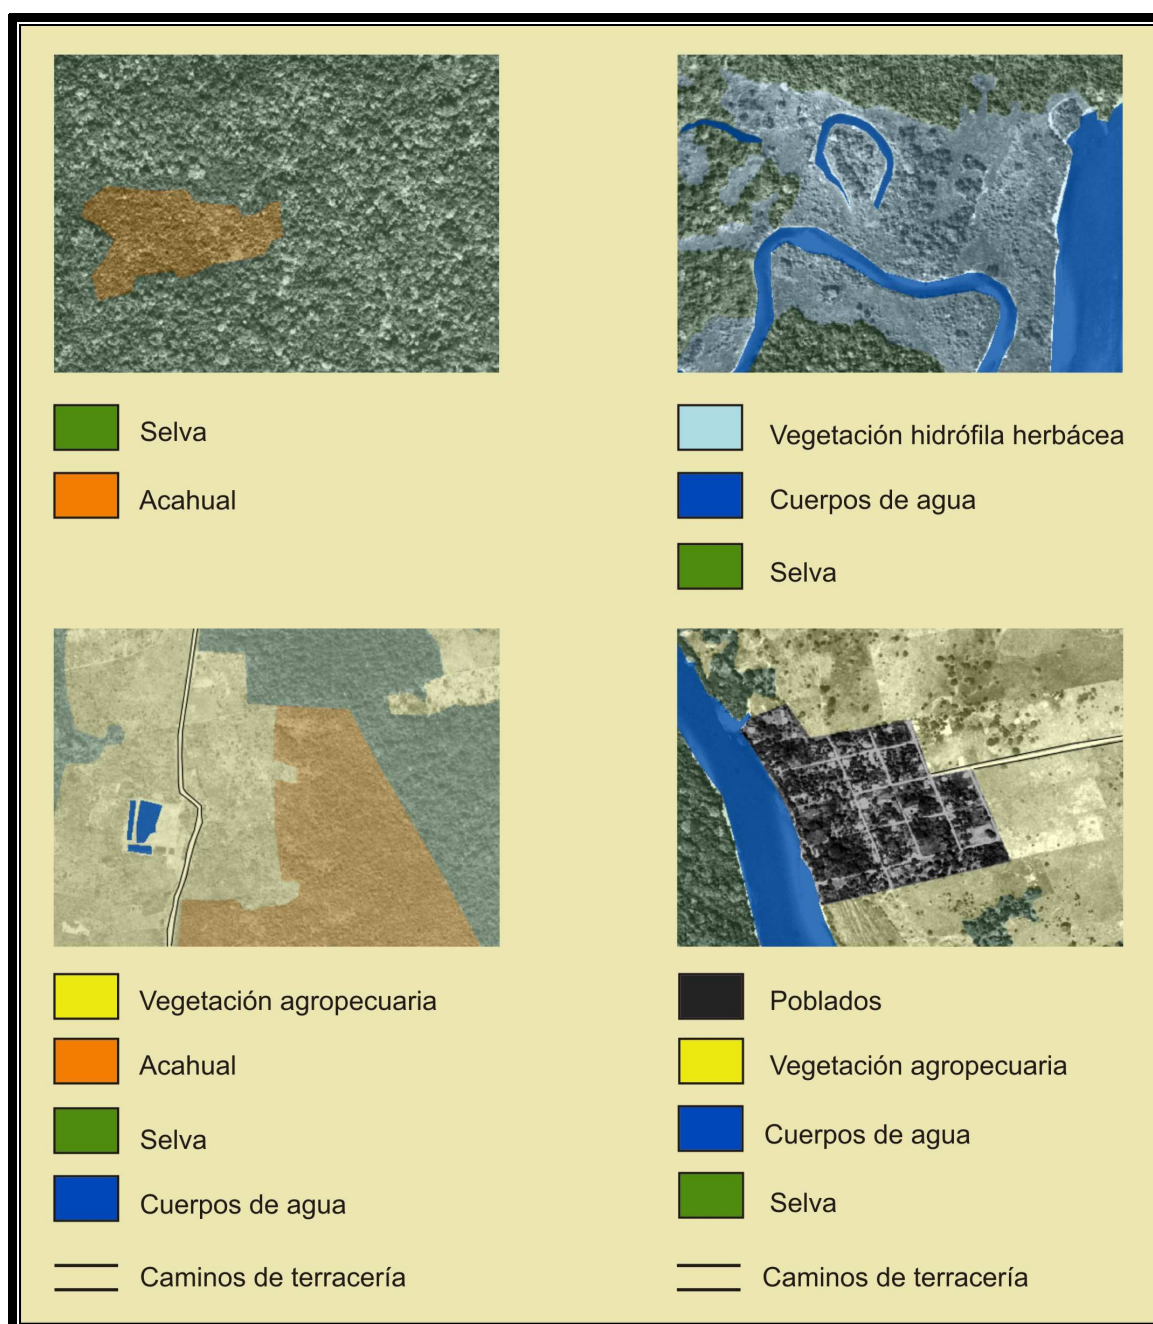 Selva
Acahual
Vegetación hidrófila herbácea
Cuerpos de agua
Selva
Vegetación agropecuaria
Acahual
Selva
Cuerpos de agua
Caminos de terracería
Poblados
Vegetación agropecuaria
Cuerpos de agua
Selva
Caminos de terracería